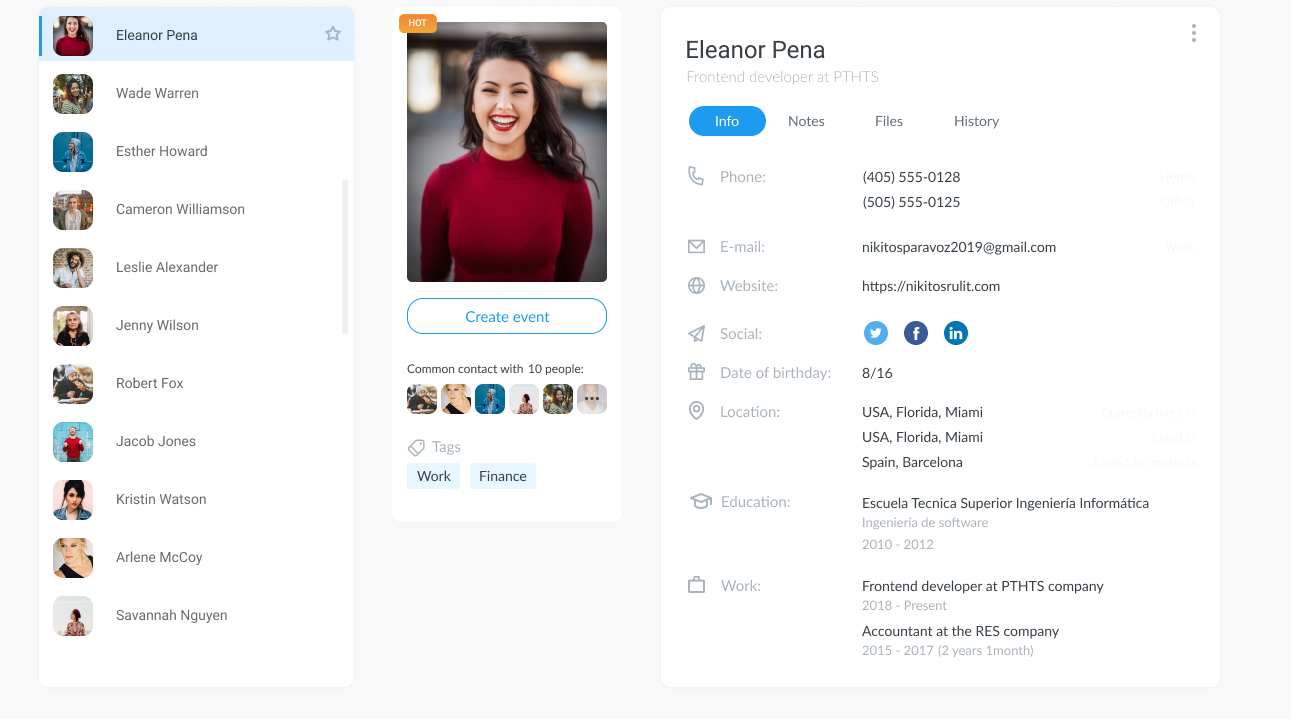 Eleanor Pena
Wade Warren
Esther Howard
Cameron Williamson
Leslie Alexander
Jenny Wilson
Robert Fox
Jacob Jones
Kristin Watson
Arlene McCoy
Savannah Nguyen
HOT
Create event
Common contact with 10 people:
Tags
Work Finance
Eleanor Pena
Frontend developer at PTHTS
Info Notes Files History
Phone: (405) 555-0128 Home
(505) 555-0125 Office
E-mail: nikitosparavoz2019@gmail.com Work
Website: https://nikitosrulit.com
Social:
Date of birthday: 8/16
Location: USA, Florida, Miami Currently lives in
USA, Florida, Miami Lived in
Spain, Barcelona Added to contacts
Education: Escuela Tecnica Superior Ingeniería Informática
Ingeniería de software
2010 - 2012
Work: Frontend developer at PTHTS company
2018 - Present
Accountant at the RES company
2015 - 2017 (2 years 1month)